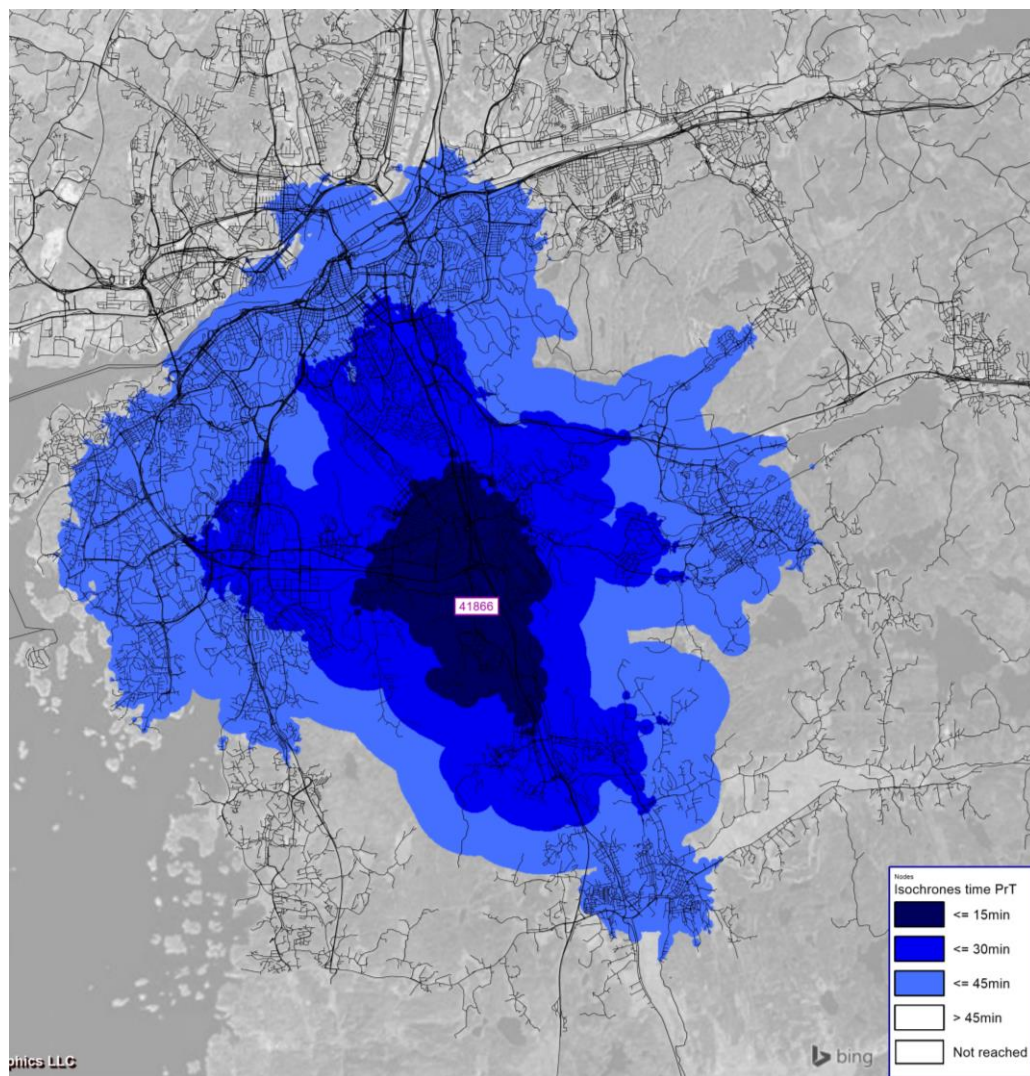 41866
Nodes
Isochrones time PrT
<= 15min
<= 30min
<= 45min
> 45min
Not reached
phics LLC
bing